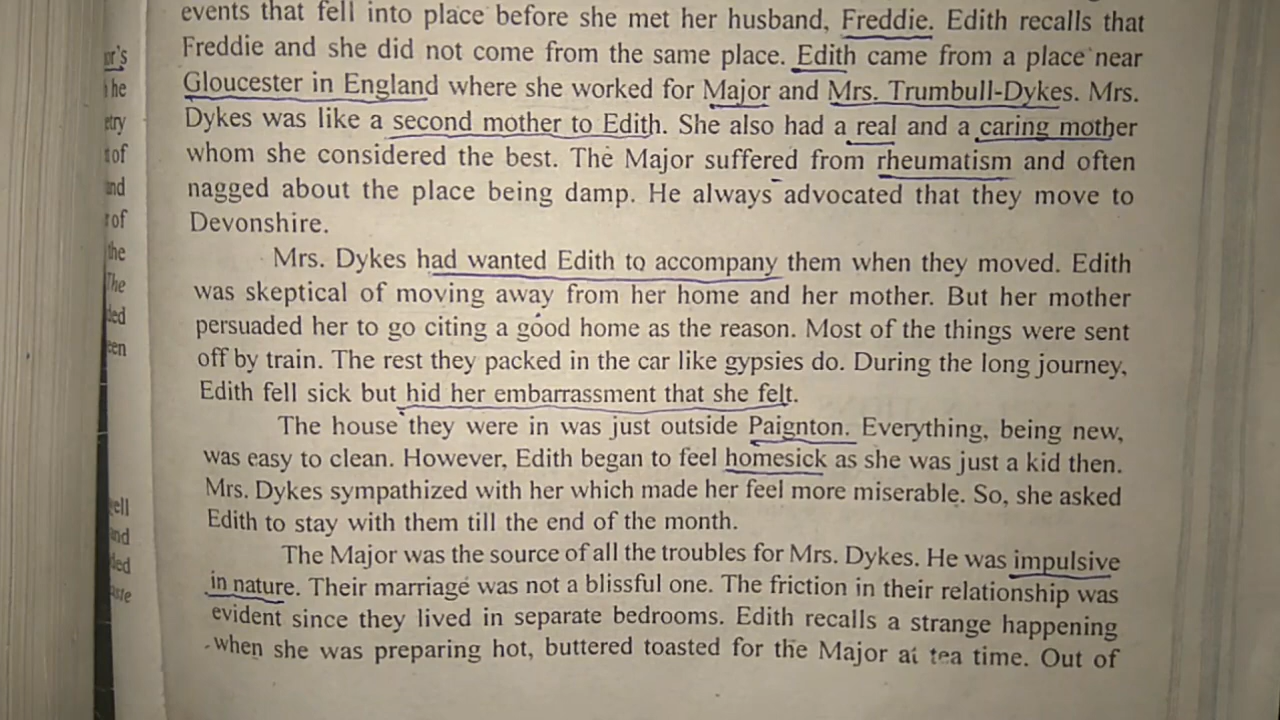 events that fell into place before she met her husband, Freddie. Edith recalls that
Freddie and she did not come from the same place. Edith came from a place near
Gloucester in England where she worked for Major and Mrs. Trumbull-Dykes. Mrs.
Dykes was like a second mother to Edith. She also had a real and a caring mother
whom she considered the best. The Major suffered from rheumatism and often
nagged about the place being damp. He always advocated that they move to
Devonshire.
Mrs. Dykes had wanted Edith to accompany them when they moved. Edith
was skeptical of moving away from her home and her mother. But her mother
persuaded her to go citing a good home as the reason. Most of the things were sent
off by train. The rest they packed in the car like gypsies do. During the long journey,
Edith fell sick but hid her embarrassment that she felt.
The house they were in was just outside Paignton. Everything, being new,
was easy to clean. However, Edith began to feel homesick as she was just a kid then.
Mrs. Dykes sympathized with her which made her feel more miserable. So, she asked
Edith to stay with them till the end of the month.
The Major was the source of all the troubles for Mrs. Dykes. He was impulsive
in nature. Their marriage was not a blissful one. The friction in their relationship was
evident since they lived in separate bedrooms. Edith recalls a strange happening
when she was preparing hot, buttered toasted for the Major at tea time. Out of